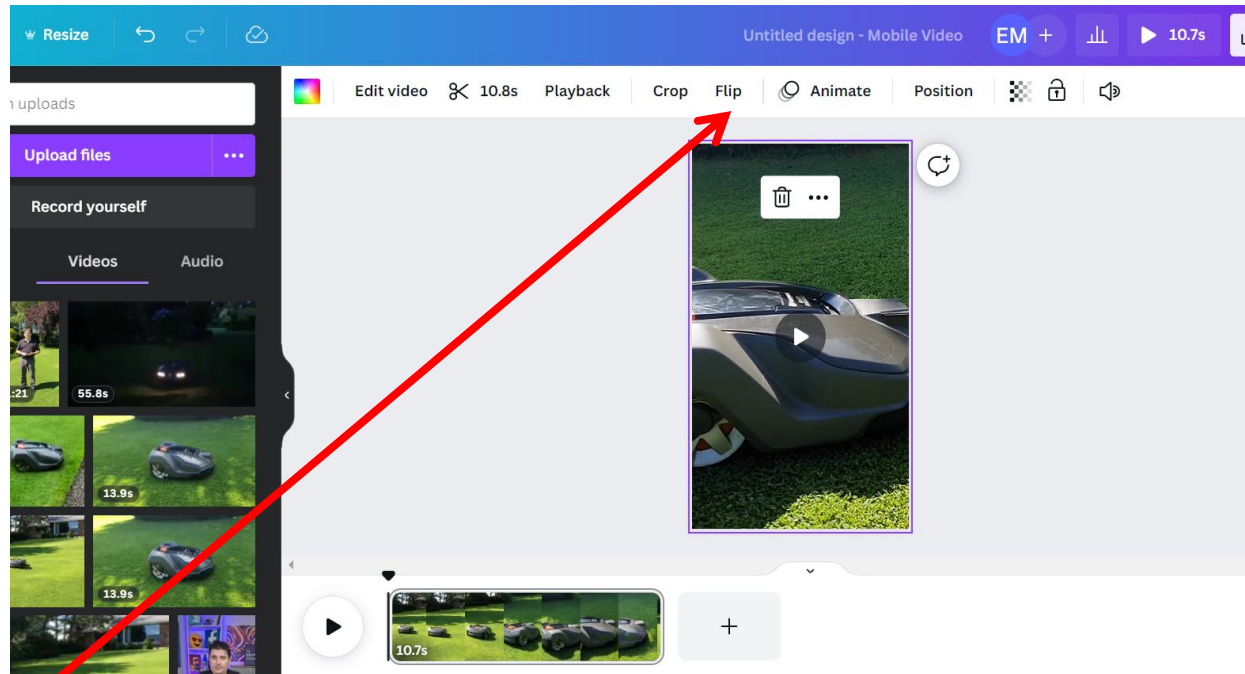 Resize
Untitled design - Mobile Video
EM +
10.7s
uploads
Edit video 10.8s Playback Crop Flip Animate Position
Upload files
Record yourself
Videos Audio
:21
55.8s
13.9s
13.9s
10.7s